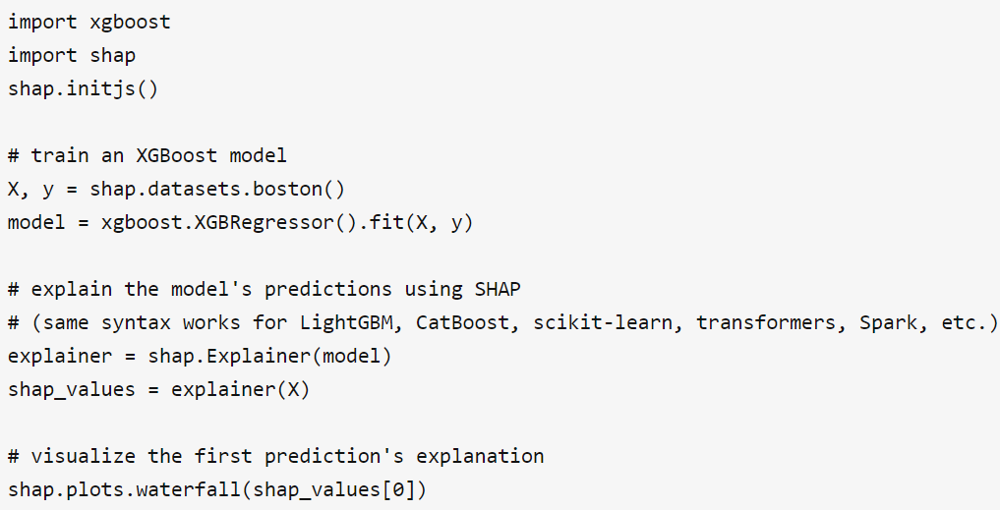 import xgboost
import shap
shap.initjs()
# train an XGBoost model
X, y = shap.datasets.boston()
model = xgboost.XGBRegressor().fit(X, y)
# explain the model's predictions using SHAP
# (same syntax works for LightGBM, CatBoost, scikit-learn, transformers, Spark, etc.)
explainer = shap.Explainer(model)
shap_values = explainer(X)
# visualize the first prediction's explanation
shap.plots.waterfall(shap_values[0])